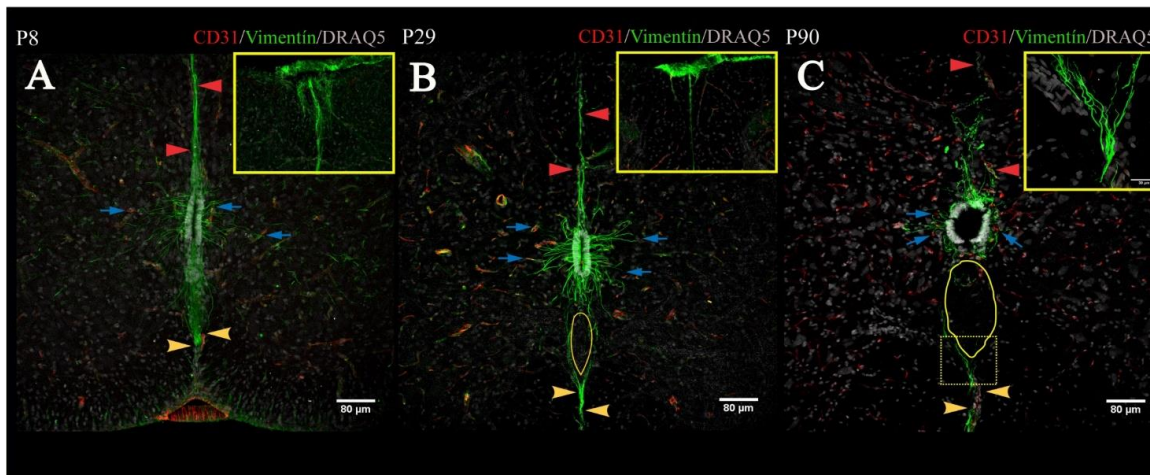 P8
CD31/Vimentín/DRAQ5
A
80 µm
P29
CD31/Vimentín/DRAQ5
B
80 µm
P90
CD31/Vimentín/DRAQ5
C
80 µm